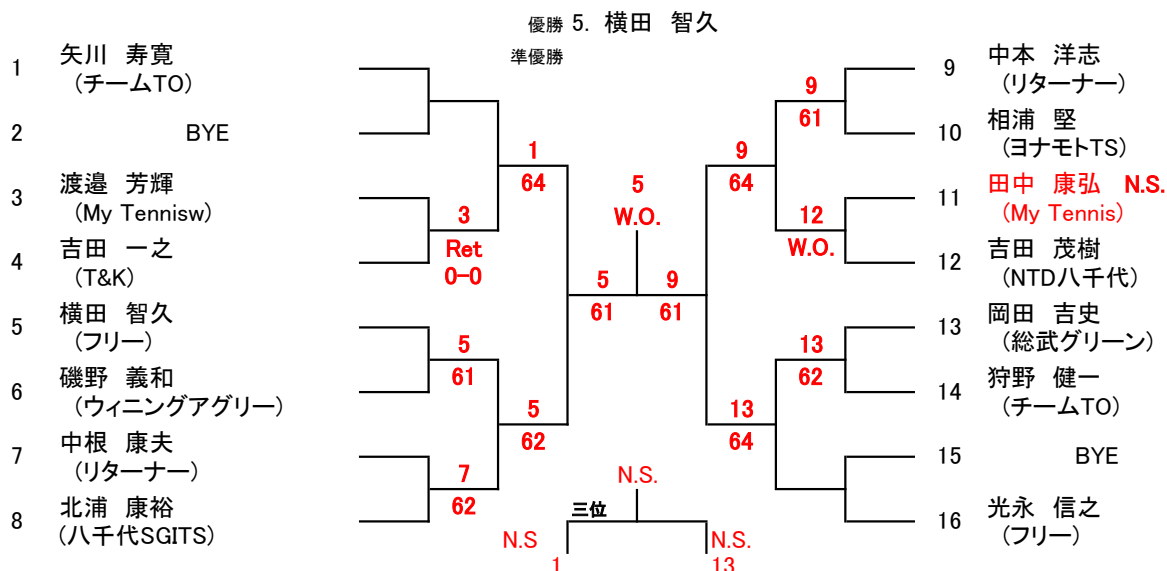 優勝 5. 横田 智久
準優勝
1 矢川 寿寛
(チームTO)
2 BYE
3 渡邉 芳輝
(My Tennisw)
4 吉田 一之
(T&K)
5 横田 智久
(フリー)
6 磯野 義和
(ウィニングアグリー)
7 中根 康夫
(リターナー)
8 北浦 康裕
(八千代SGITS)
3
Ret
0-0
5
61
7
62
1
64
5
62
5
61
5
W.O.
9
61
9
64
13
64
9
61
12
W.O.
13
62
9 中本 洋志
(リターナー)
10 相浦 堅
(ヨナモトTS)
11 田中 康弘 N.S.
(My Tennis)
12 吉田 茂樹
(NTD八千代)
13 岡田 吉史
(総武グリーン)
14 狩野 健一
(チームTO)
15 BYE
16 光永 信之
(フリー)
N.S.
三位
N.S N.S.
1 13